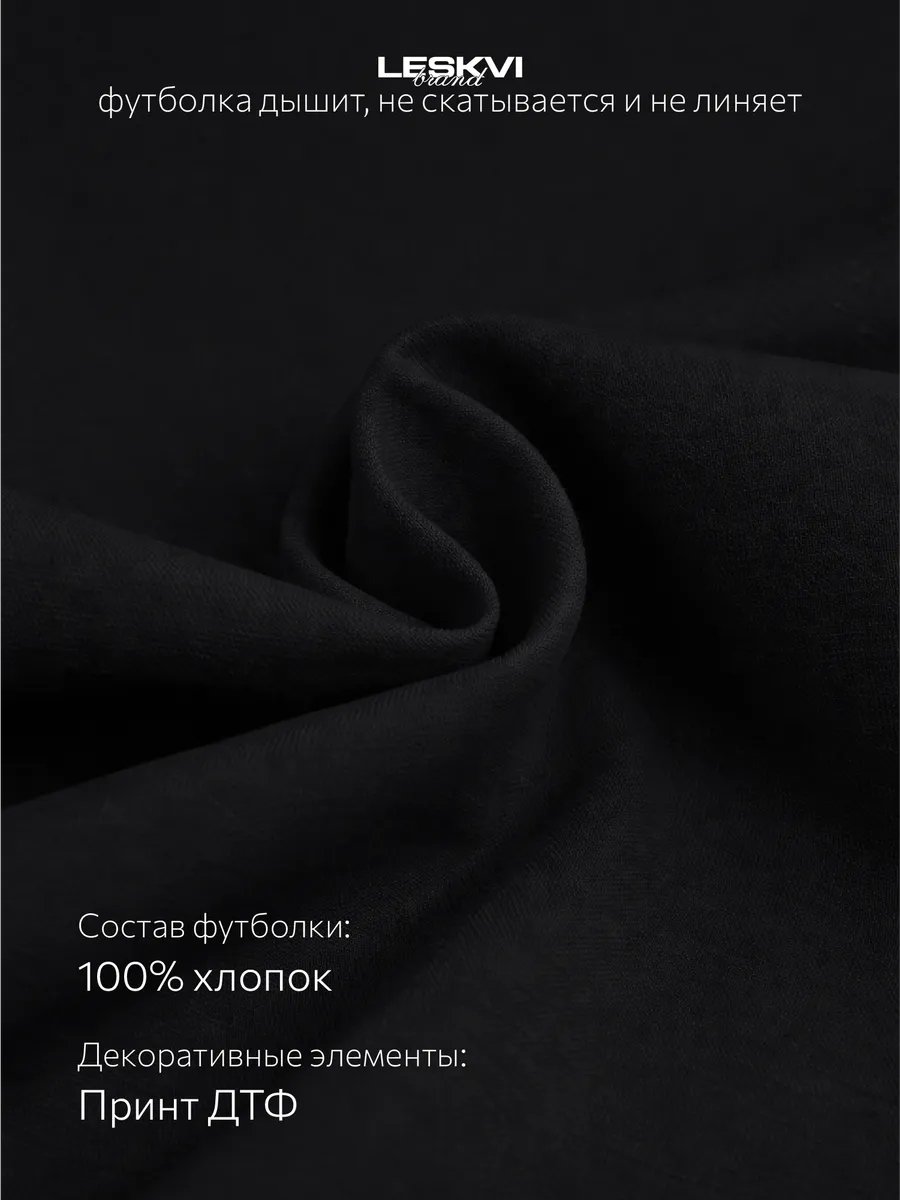 LESKVI
brand
футболка дышит, не скатывается и не линяет
Состав футболки:
100% хлопок
Декоративные элементы:
Принт ДТФ